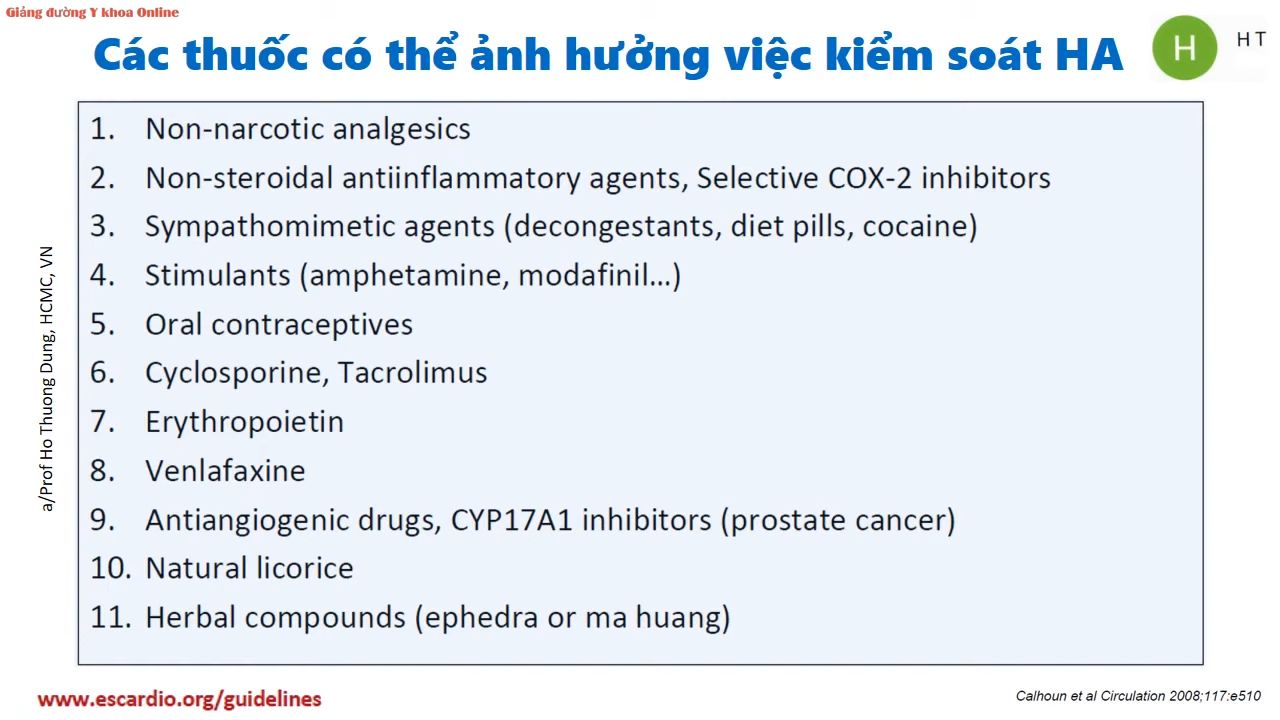 Giảng đường Y khoa Online
Các thuốc có thể ảnh hưởng việc kiểm soát HA
H
H T
1. Non-narcotic analgesics
2. Non-steroidal antiinflammatory agents, Selective COX-2 inhibitors
3. Sympathomimetic agents (decongestants, diet pills, cocaine)
4. Stimulants (amphetamine, modafinil...)
5. Oral contraceptives
6. Cyclosporine, Tacrolimus
7. Erythropoietin
8. Venlafaxine
9. Antiangiogenic drugs, CYP17A1 inhibitors (prostate cancer)
10. Natural licorice
11. Herbal compounds (ephedra or ma huang)
a/Prof Ho Thuong Dung, HCMC, VN
www.escardio.org/guidelines
Calhoun et al Circulation 2008;117:e510